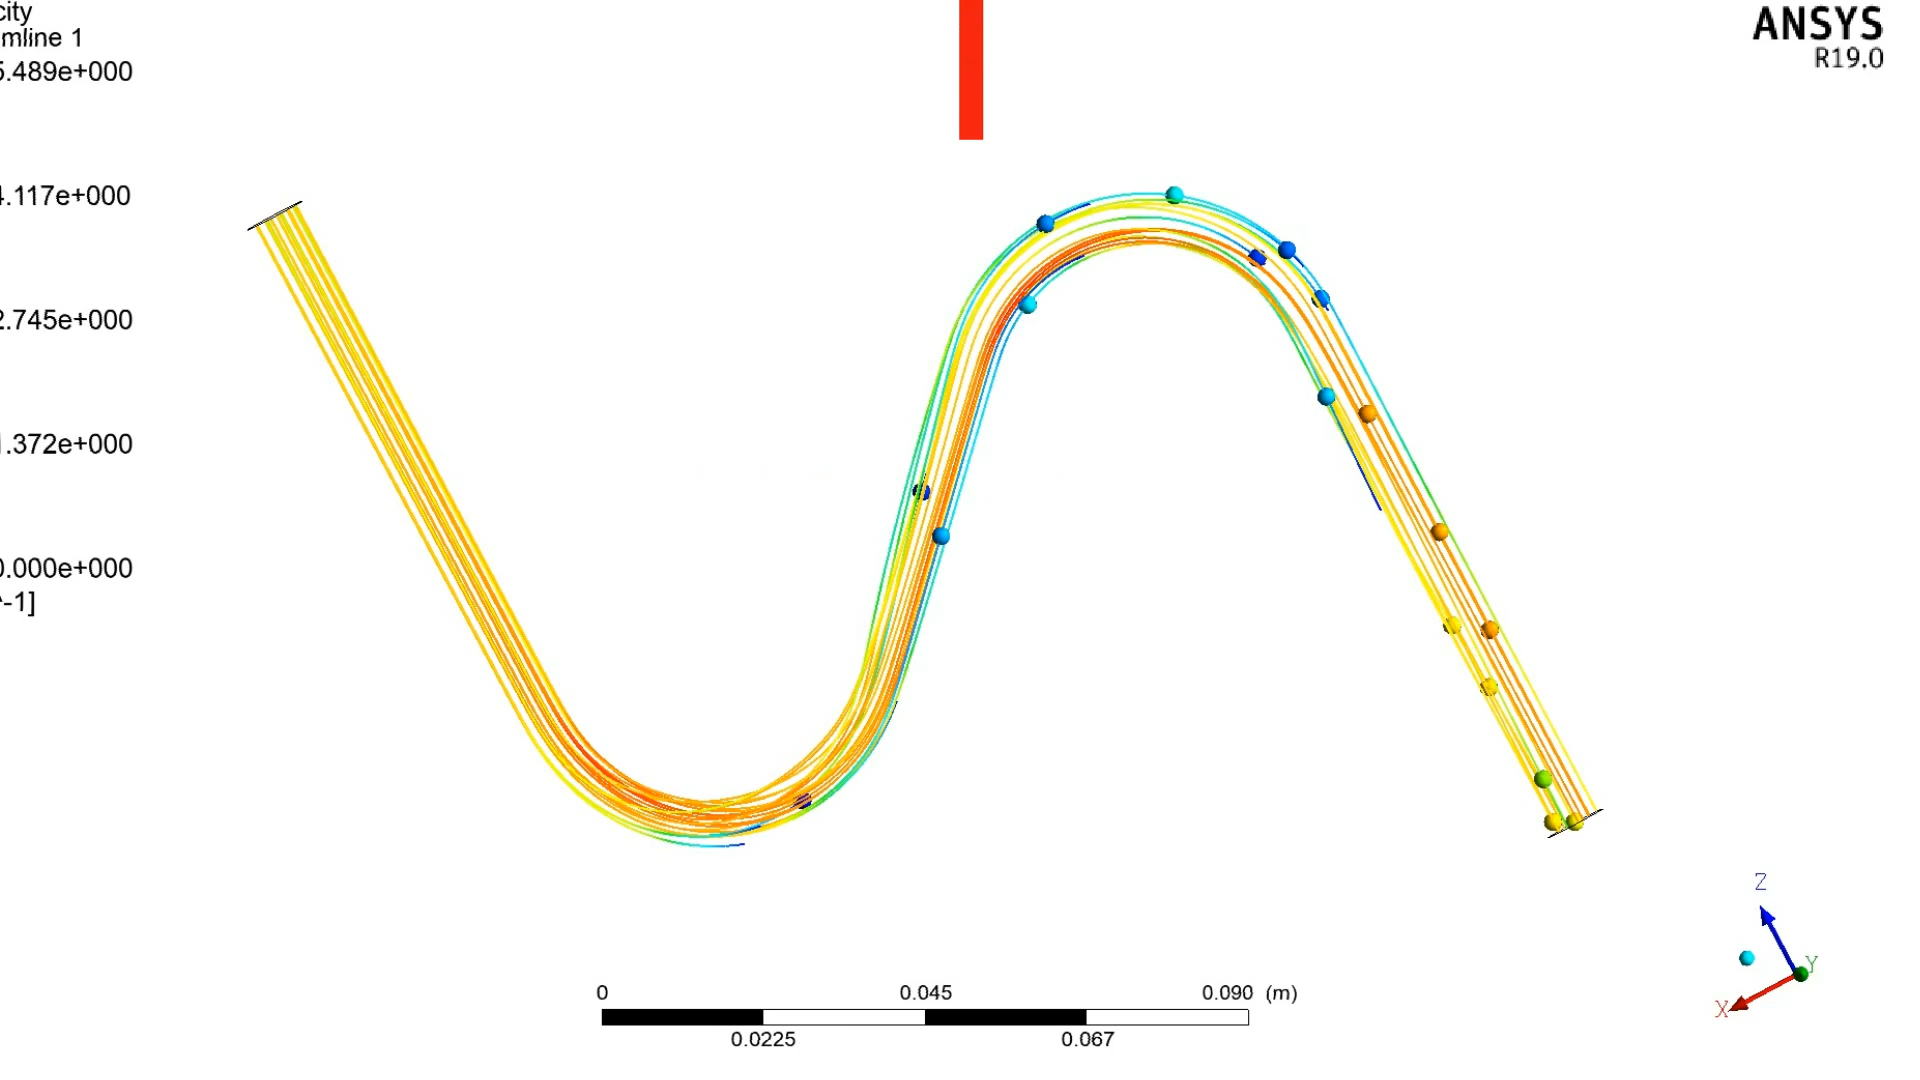 city
mline 1
5.489e+000
4.117e+000
2.745e+000
1.372e+000
0.000e+000
^-1]
ANSYS
R19.0
0 0.045 0.090 (m)
0.0225 0.067
Z
Y
X